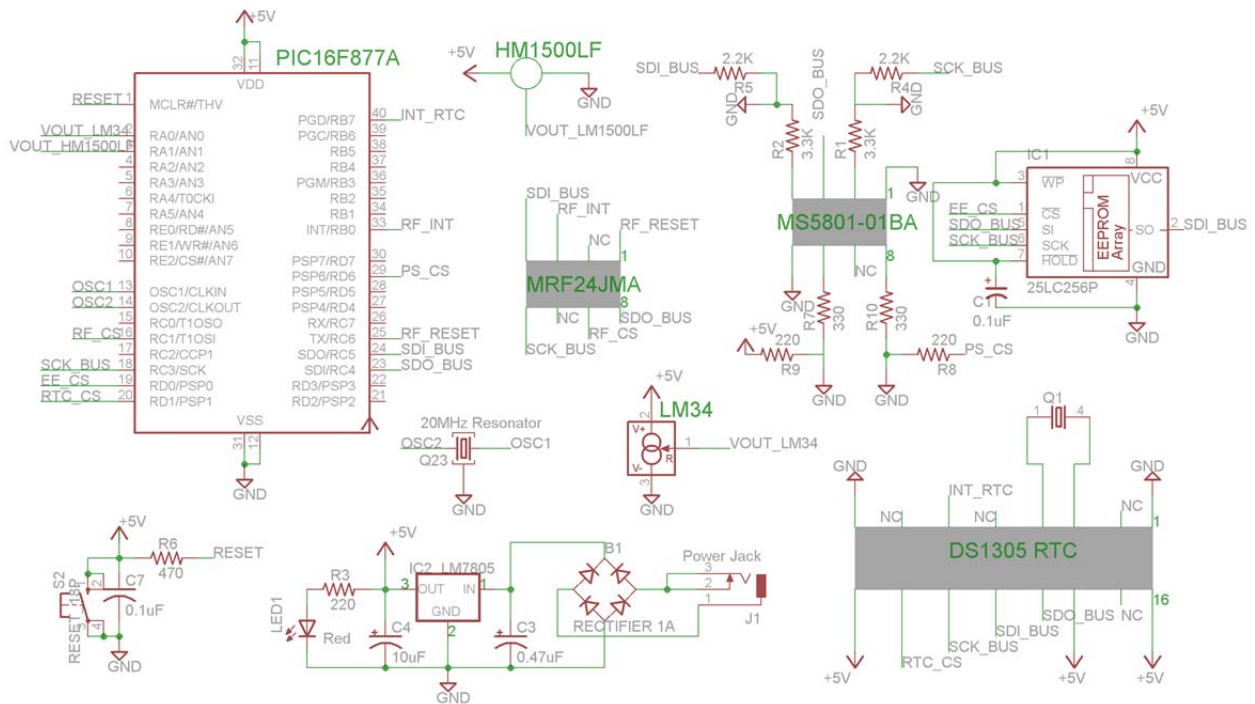 +5V
32
11
VDD
PIC16F877A
RESET 1
MCLR#/THV
VOUT_LM34
2
RA0/AN0
VOUT_HM1500LF
3
RA1/AN1
4
RA2/AN2
5
RA3/AN3
6
RA4/T0CKI
7
RA5/AN4
8
RE0/RD#/AN5
9
RE1/WR#/AN6
10
RE2/CS#/AN7
OSC1 13
OSC1/CLKIN
OSC2 14
OSC2/CLKOUT
15
RC0/T1OSO
RF_CS 16
RC1/T1OSI
17
RC2/CCP1
SCK_BUS 18
RC3/SCK
EE_CS 19
RD0/PSP0
RTC_CS 20
RD1/PSP1
PGD/RB7
40
INT_RTC
PGC/RB6
39
RB5
38
RB4
37
PGM/RB3
36
RB2
35
RB1
34
INT/RB0
33
RF_INT
PSP7/RD7
30
PSP6/RD6
29
PS_CS
PSP5/RD5
28
PSP4/RD4
27
RX/RC7
26
TX/RC6
25
RF_RESET
SDO/RC5
24
SDI_BUS
SDI/RC4
23
SDO_BUS
RD3/PSP3
22
RD2/PSP2
21
VSS
31
12
GND
HM1500LF
+5V
GND
VOUT_LM1500LF
SDI_BUS
RF_INT
NC
RF_RESET
1
MRF24JMA
8
NC
SDO_BUS
RF_CS
SCK_BUS
SDI_BUS
2.2K
R5
GND
SDO_BUS
2.2K
R4
SCK_BUS
GND
R2
3.3K
R1
3.3K
1
GND
MS5801-01BA
8
NC
GND
R7
330
R10
330
+5V
220
R9
220
R8
PS_CS
GND
GND
+5V
IC1
8
VCC
3
WP
EE_CS
1
CS
SDO_BUS
5
SI
SCK_BUS
6
SCK
7
HOLD
EEPROM
Array
SO
2
SDI_BUS
GND
4
25LC256P
C1
0.1uF
GND
20MHz Resonator
OSC2
OSC1
Q23
GND
+5V
LM34
2
V+
R
1
VOUT_LM34
V-
3
GND
Q1
1
4
GND
INT_RTC
GND
NC
NC
NC
1
DS1305 RTC
16
SDO_BUS
NC
SDI_BUS
SCK_BUS
RTC_CS
+5V
+5V
+5V
+5V
R6
RESET
470
S2
1
2
3
4
RESET_18P
C7
0.1uF
GND
+5V
R3
220
LED1
Red
IC2
LM7805
3
OUT
IN
1
GND
2
C4
10uF
C3
0.47uF
GND
B1
RECTIFIER 1A
Power Jack
3
2
1
J1